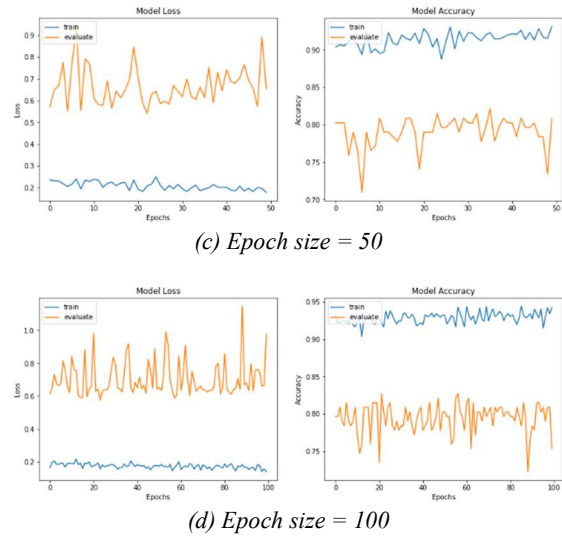 Model Loss
train
evaluate
0.9
0.8
0.7
0.6
0.5
0.4
0.3
0.2
Loss
0 10 20 30 40 50
Epochs
Model Accuracy
train
evaluate
0.90
0.85
0.80
0.75
0.70
Accuracy
0 10 20 30 40 50
Epochs
(c) Epoch size = 50
Model Loss
train
evaluate
1.0
0.8
0.6
0.4
0.2
Loss
0 20 40 60 80 100
Epochs
Model Accuracy
train
evaluate
0.95
0.90
0.85
0.80
0.75
Accuracy
0 20 40 60 80 100
Epochs
(d) Epoch size = 100